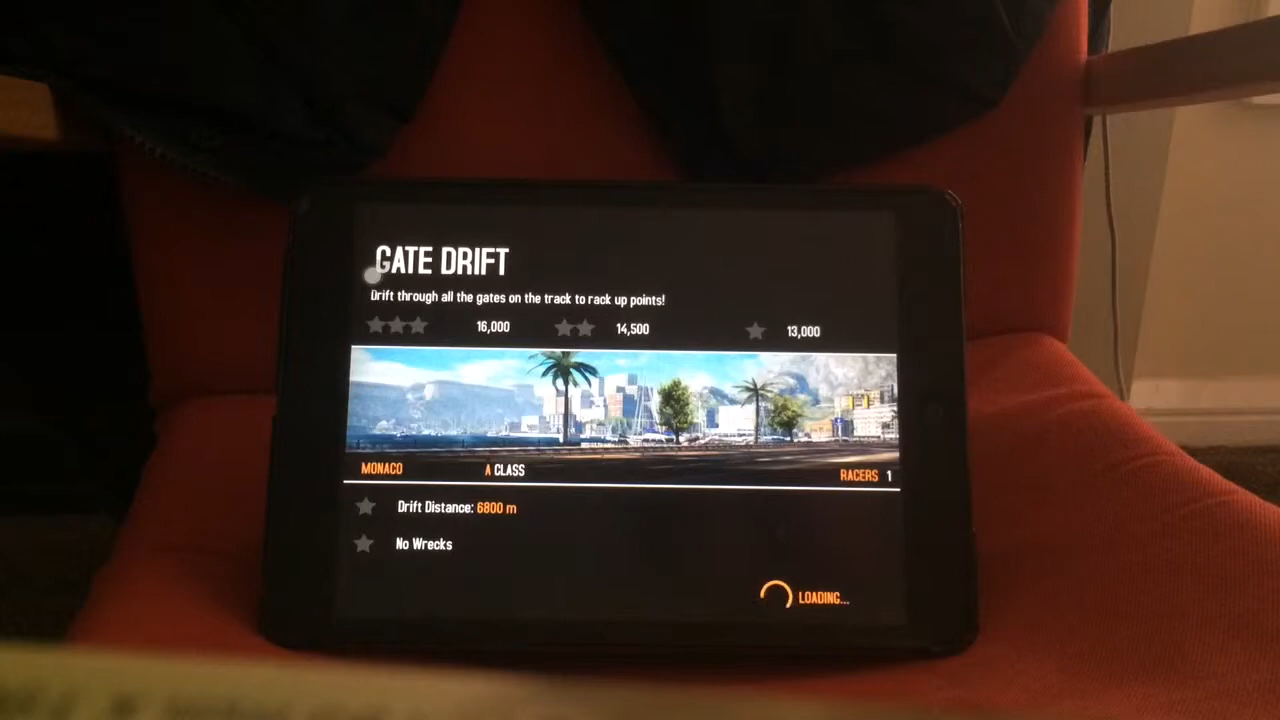 GATE DRIFT
Drift through all the gates on the track to rack up points!
16,000 14,500 13,000
MONACO A CLASS RACERS 1
Drift Distance: 6800 m
No Wrecks
LOADING...